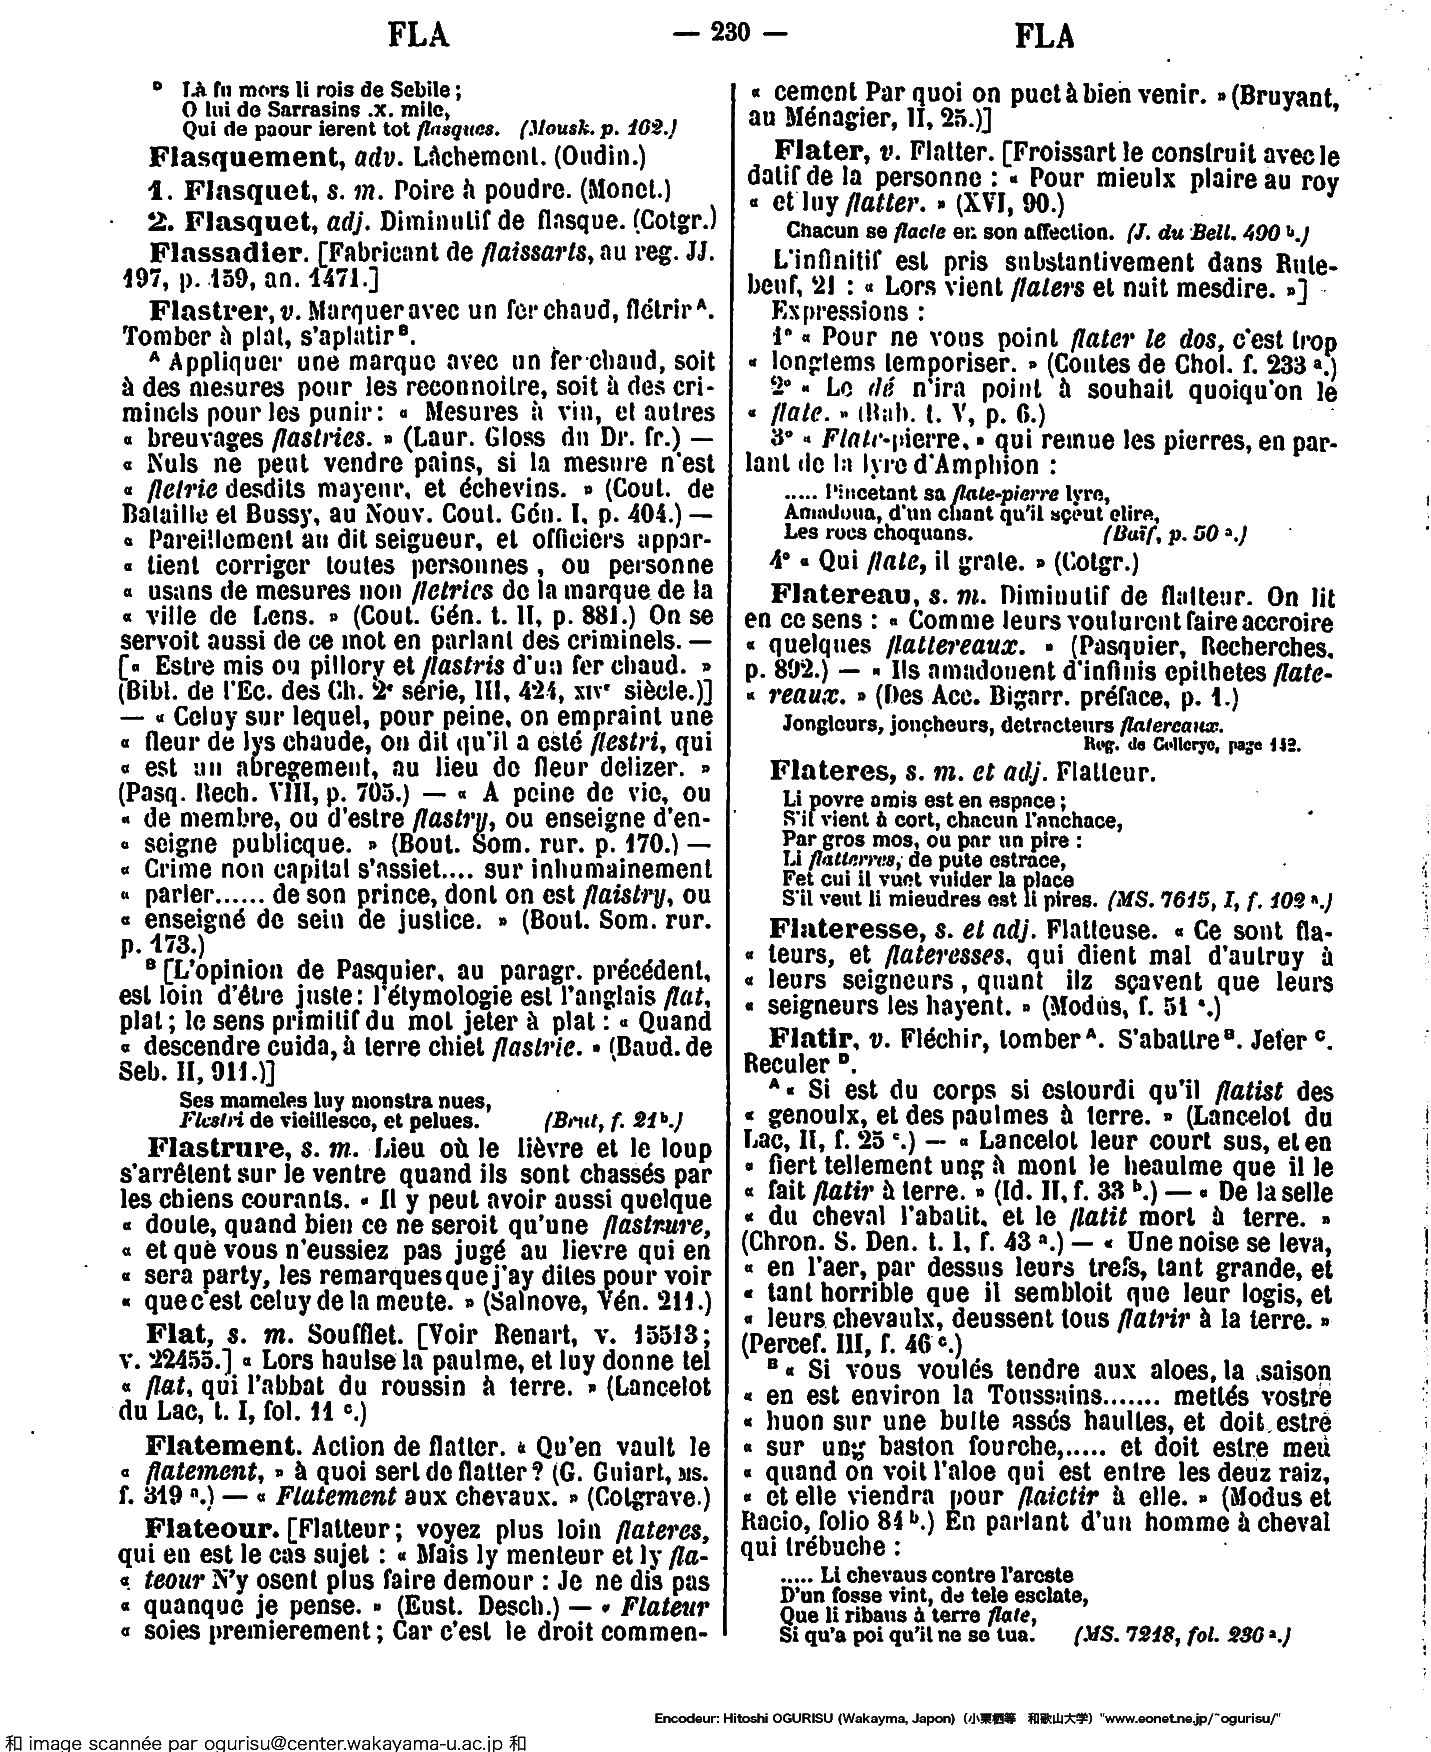 FLA — 230 — FLA
ᴰ Là fu mors li rois de Sebile ;
O lui de Sarrasins .x. mile,
Qui de paour ierent tot flasques. (Mousk. p. 162.)
Flasquement, adv. Lâchement. (Oudin.)
1. Flasquet, s. m. Poire à poudre. (Monet.)
2. Flasquet, adj. Diminutif de flasque. (Cotgr.)
Flassadier. [Fabricant de flaissarts, au reg. JJ.
197, p. 159, an. 1471.]
Flastrer, v. Marquer avec un fer chaud, flétrir ᴬ.
Tomber à plat, s'aplatir ᴮ.
ᴬ Appliquer une marque avec un fer chaud, soit
à des mesures pour les reconnoitre, soit à des cri-
minels pour les punir : « Mesures à vin, et autres
« breuvages flastries. » (Laur. Gloss du Dr. fr.) —
« Nuls ne peut vendre pains, si la mesure n'est
« fletrie desdits mayeur, et échevins. » (Cout. de
Bataille et Bussy, au Nouv. Cout. Gén. I, p. 404.) —
« Pareillement au dit seigneur, et officiers appar-
« tient corriger toutes personnes, ou personne
« usans de mesures non fletries de la marque de la
« ville de Lens. » (Cout. Gén. t. II, p. 881.) On se
servoit aussi de ce mot en parlant des criminels. —
[« Estre mis ou pillory et flastris d'un fer chaud. »
(Bibl. de l'Ec. des Ch. 2ᵉ série, III, 424, xivᵉ siècle.)]
— « Celuy sur lequel, pour peine, on empraint une
« fleur de lys chaude, on dit qu'il a esté flestri, qui
« est un abregement, au lieu de fleur delizer. »
(Pasq. Rech. VIII, p. 705.) — « A peine de vie, ou
« de membre, ou d'estre flastry, ou enseigne d'en-
« seigne publicque. » (Bout. Som. rur. p. 170.) —
« Crime non capital s'assiet.... sur inhumainement
« parler...... de son prince, dont on est flaistry, ou
« enseigné de sein de justice. » (Bout. Som. rur.
p. 173.)
ᴮ [L'opinion de Pasquier, au paragr. précédent,
est loin d'être juste : l'étymologie est l'anglais flat,
plat ; le sens primitif du mot jeter à plat : « Quand
« descendre cuida, à terre chiet flastrie. » (Baud. de
Seb. II, 911.)]
Ses mameles luy monstra nues,
Flestri de vieillesce, et pelues. (Brut, f. 21 ᵇ.)
Flastrure, s. m. Lieu où le lièvre et le loup
s'arrêtent sur le ventre quand ils sont chassés par
les chiens courants. « Il y peut avoir aussi quelque
« doute, quand bien ce ne seroit qu'une flastrure,
« et que vous n'eussiez pas jugé au lievre qui en
« sera party, les remarques que j'ay dites pour voir
« que c'est celuy de la meute. » (Salnove, Vén. 211.)
Flat, s. m. Soufflet. [Voir Renart, v. 15513 ;
v. 22455.] « Lors haulse la paulme, et luy donne tel
« flat, qui l'abbat du roussin à terre. » (Lancelot
du Lac, t. I, fol. 11 ᶜ.)
Flatement. Action de flatter. « Qu'en vault le
« flatement, » à quoi sert de flatter ? (G. Guiart, ms.
f. 319 ᵃ.) — « Flatement aux chevaux. » (Cotgrave.)
Flateour. [Flatteur ; voyez plus loin flateres,
qui en est le cas sujet : « Mais ly menteur et ly fla-
« teour N'y osent plus faire demour : Je ne dis pas
« quanque je pense. » (Eust. Desch.) — « Flateur
« soies premierement ; Car c'est le droit commen-
« cement Par quoi on puet à bien venir. » (Bruyant,
au Ménagier, II, 25.)]
Flater, v. Flatter. [Froissart le construit avec le
datif de la personne : « Pour mieulx plaire au roy
« et luy flatter. » (XVI, 90.)
Chacun se flacte en son affection. (J. du Bell. 490 ᵇ.)
L'infinitif est pris substantivement dans Rute-
beuf, 21 : « Lors vient flaters et nuit mesdire. »]
Expressions :
1° « Pour ne vous point flater le dos, c'est trop
« longtems temporiser. » (Contes de Chol. f. 233 ᵃ.)
2° « Le dé n'ira point à souhait quoiqu'on le
« flate. » (Rab. t. V, p. 6.)
3° « Flate-pierre, » qui remue les pierres, en par-
lant de la lyre d'Amphion :
..... Pincetant sa flate-pierre lyre,
Amadoua, d'un chant qu'il sçeut elire,
Les rocs choquans. (Baïf, p. 50 ᵃ.)
4° « Qui flate, il grate. » (Cotgr.)
Flatereau, s. m. Diminutif de flatteur. On lit
en ce sens : « Comme leurs voulurent faire accroire
« quelques flattereaux. » (Pasquier, Recherches,
p. 892.) — « Ils amadouent d'infinis epithetes flate-
« reaux. » (Des Acc. Bigarr. préface, p. 1.)
Jongleurs, joncheurs, detracteurs flatereaux.
Rog. de Collerye, page 112.
Flateres, s. m. et adj. Flatteur.
Li povre amis est en espace ;
S'il vient à cort, chacun l'anchace,
Par gros mos, ou par un pire :
Li flatterres, de pute estrace,
Fet cui il vuet vuider la place
S'il veut li mieudres est li pires. (MS. 7615, I, f. 102 ᵃ.)
Flateresse, s. et adj. Flatteuse. « Ce sont fla-
« teurs, et flateresses, qui dient mal d'autruy à
« leurs seigneurs, quant ilz sçavent que leurs
« seigneurs les hayent. » (Modus, f. 51 ᵃ.)
Flatir, v. Fléchir, tomber ᴬ. S'abattre ᴮ. Jeter ᶜ.
Reculer ᴰ.
ᴬ « Si est du corps si estourdi qu'il flatist des
« genoulx, et des paulmes à terre. » (Lancelot du
Lac, II, f. 25 ᶜ.) — « Lancelot leur court sus, et en
« fiert tellement ung à mont le heaulme que il le
« fait flatir à terre. » (Id. II, f. 33 ᵇ.) — « De la selle
« du cheval l'abatit, et le flatit mort à terre. »
(Chron. S. Den. t. I, f. 43 ᵃ.) — « Une noise se leva,
« en l'aer, par dessus leurs trefs, tant grande, et
« tant horrible que il sembloit que leur logis, et
« leurs chevaulx, deussent tous flatrir à la terre. »
(Percef. III, f. 46 ᶜ.)
ᴮ « Si vous voulés tendre aux aloes, la saison
« en est environ la Toussains....... mettés vostre
« huon sur une butte assés haultes, et doit estre
« sur ung baston fourche,..... et doit estre meu
« quand on voit l'aloe qui est entre les deuz raiz,
« et elle viendra pour flaictir à elle. » (Modus et
Racio, folio 84 ᵇ.) En parlant d'un homme à cheval
qui trébuche :
..... Li chevaus contre l'areste
D'un fosse vint, de tele esclate,
Que li ribaus à terre flate,
Si qu'a poi qu'il ne se tua. (MS. 7218, fol. 230 ᵃ.)
Encodeur: Hitoshi OGURISU (Wakayma, Japon) (小栗栖等 和歌山大学) "www.eonet.ne.jp/~ogurisu/"
和 image scannée par ogurisu@center.wakayama-u.ac.jp 和